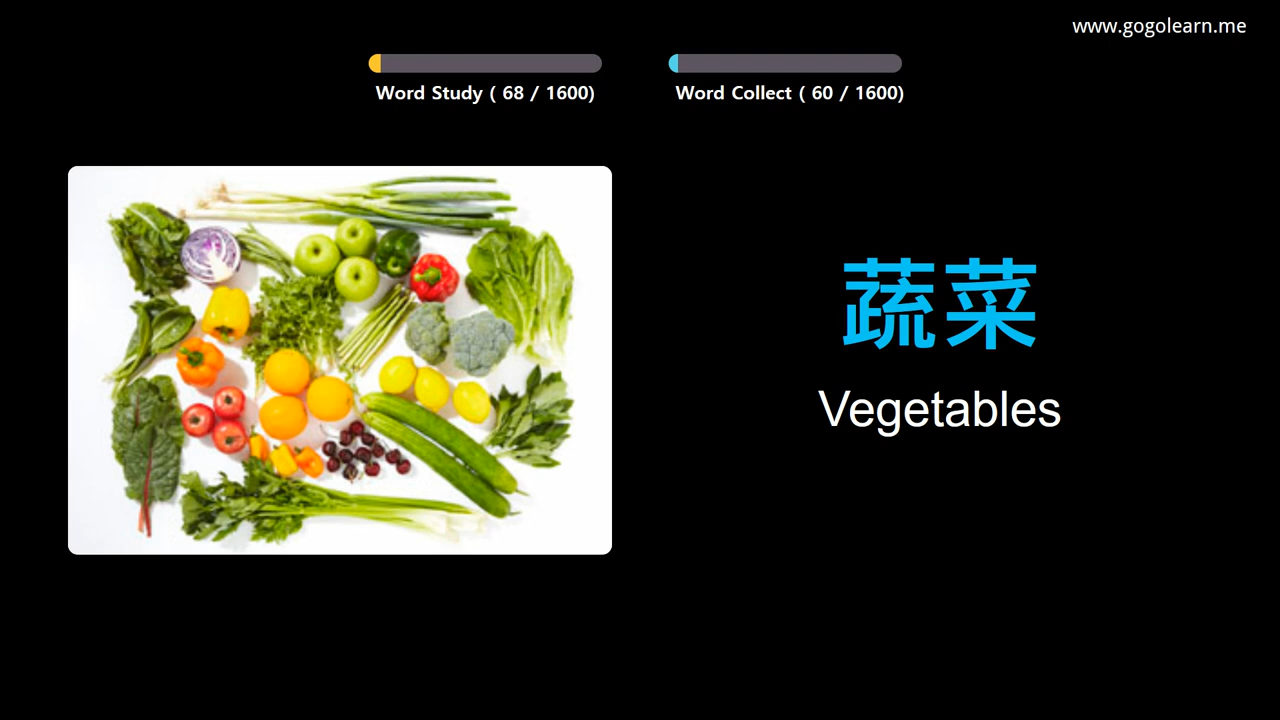 www.gogolearn.me
Word Study ( 68 / 1600)
Word Collect ( 60 / 1600)
蔬菜
Vegetables